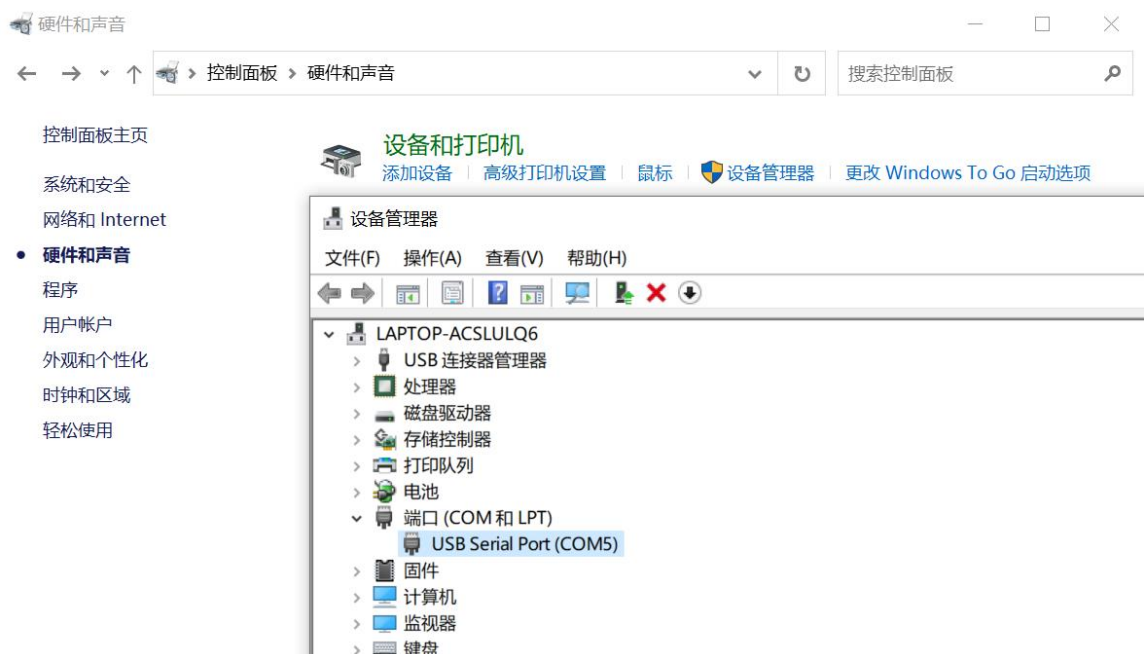 硬件和声音
控制面板 硬件和声音
搜索控制面板
控制面板主页
系统和安全
网络和 Internet
硬件和声音
程序
用户帐户
外观和个性化
时钟和区域
轻松使用
设备和打印机
添加设备 高级打印机设置 鼠标 设备管理器 更改 Windows To Go 启动选项
设备管理器
文件(F) 操作(A) 查看(V) 帮助(H)
LAPTOP-ACSLULQ6
USB 连接器管理器
处理器
磁盘驱动器
存储控制器
打印队列
电池
端口 (COM 和 LPT)
USB Serial Port (COM5)
固件
计算机
监视器
键盘